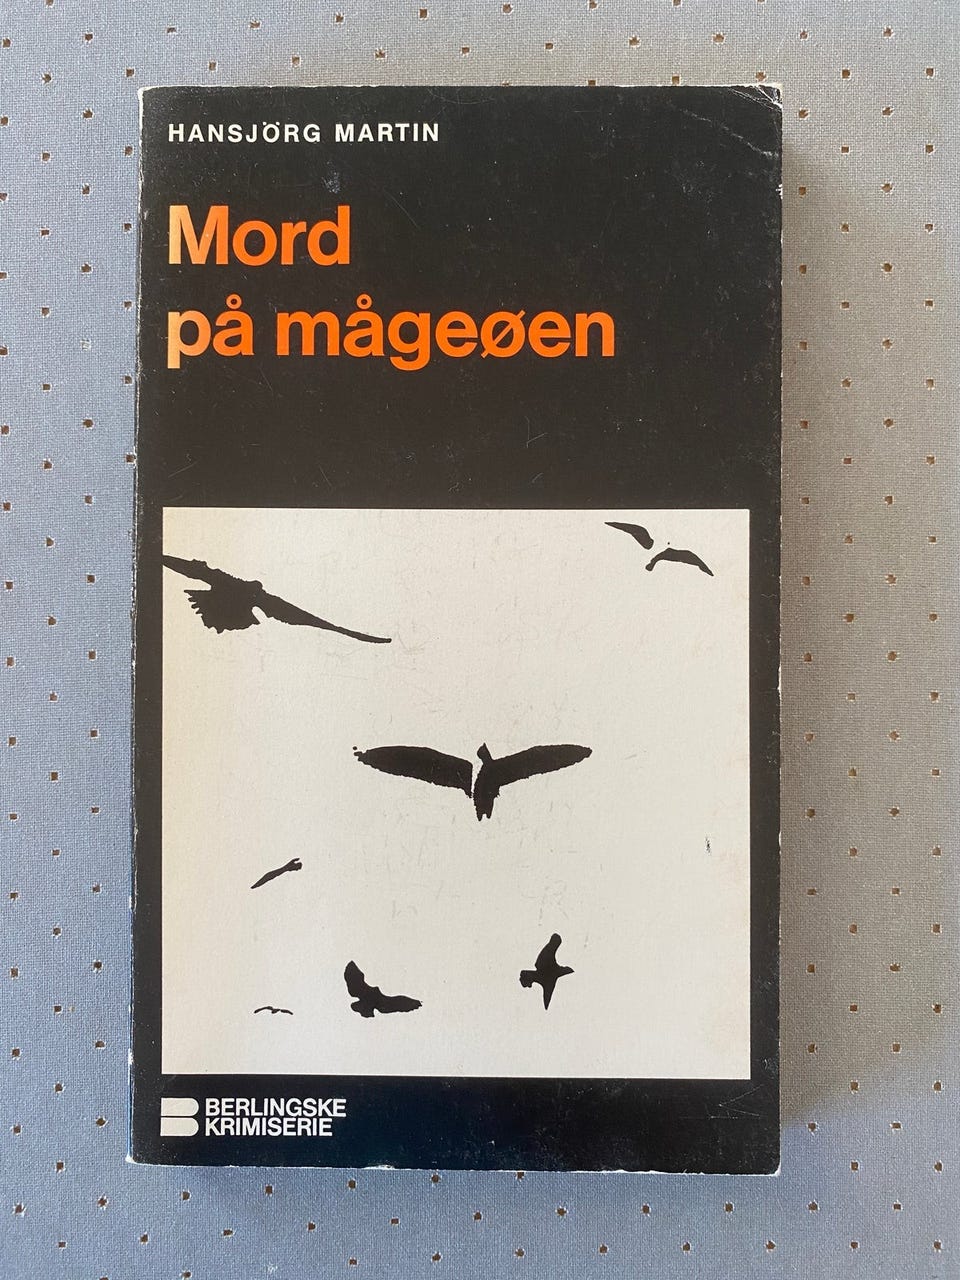 HANSJÖRG MARTIN
Mord
på mågeøen
BERLINGSKE
KRIMISERIE